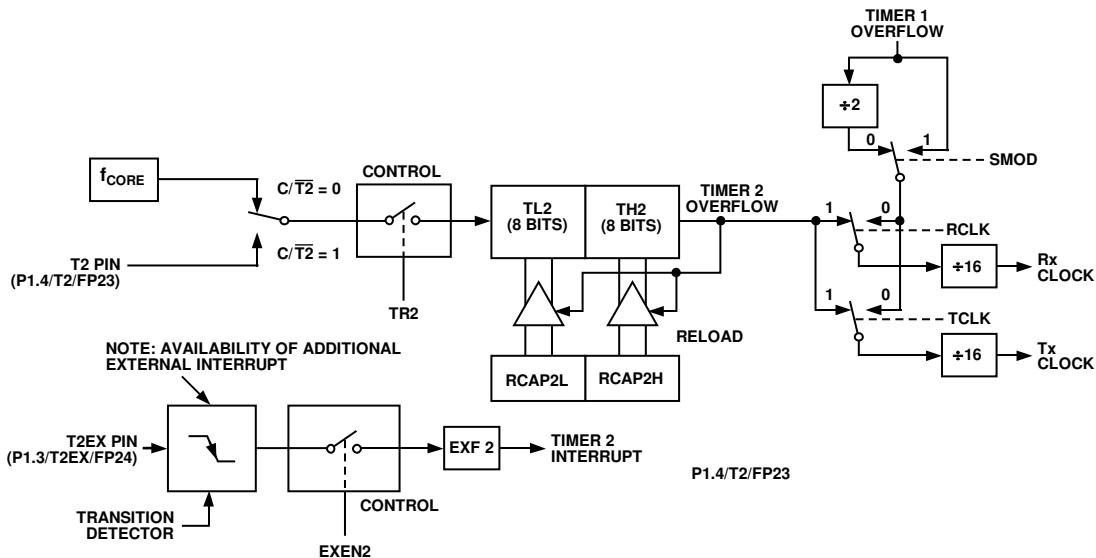 TIMER 1
OVERFLOW
÷2
0
1
SMOD
fCORE
C/T2 = 0
CONTROL
TL2
(8 BITS)
TH2
(8 BITS)
TIMER 2
OVERFLOW
1
0
RCLK
C/T2 = 1
T2 PIN
(P1.4/T2/FP23)
÷16
Rx
CLOCK
TR2
1
0
TCLK
RELOAD
NOTE: AVAILABILITY OF ADDITIONAL
EXTERNAL INTERRUPT
RCAP2L
RCAP2H
÷16
Tx
CLOCK
T2EX PIN
(P1.3/T2EX/FP24)
EXF 2
TIMER 2
INTERRUPT
P1.4/T2/FP23
CONTROL
TRANSITION
DETECTOR
EXEN2